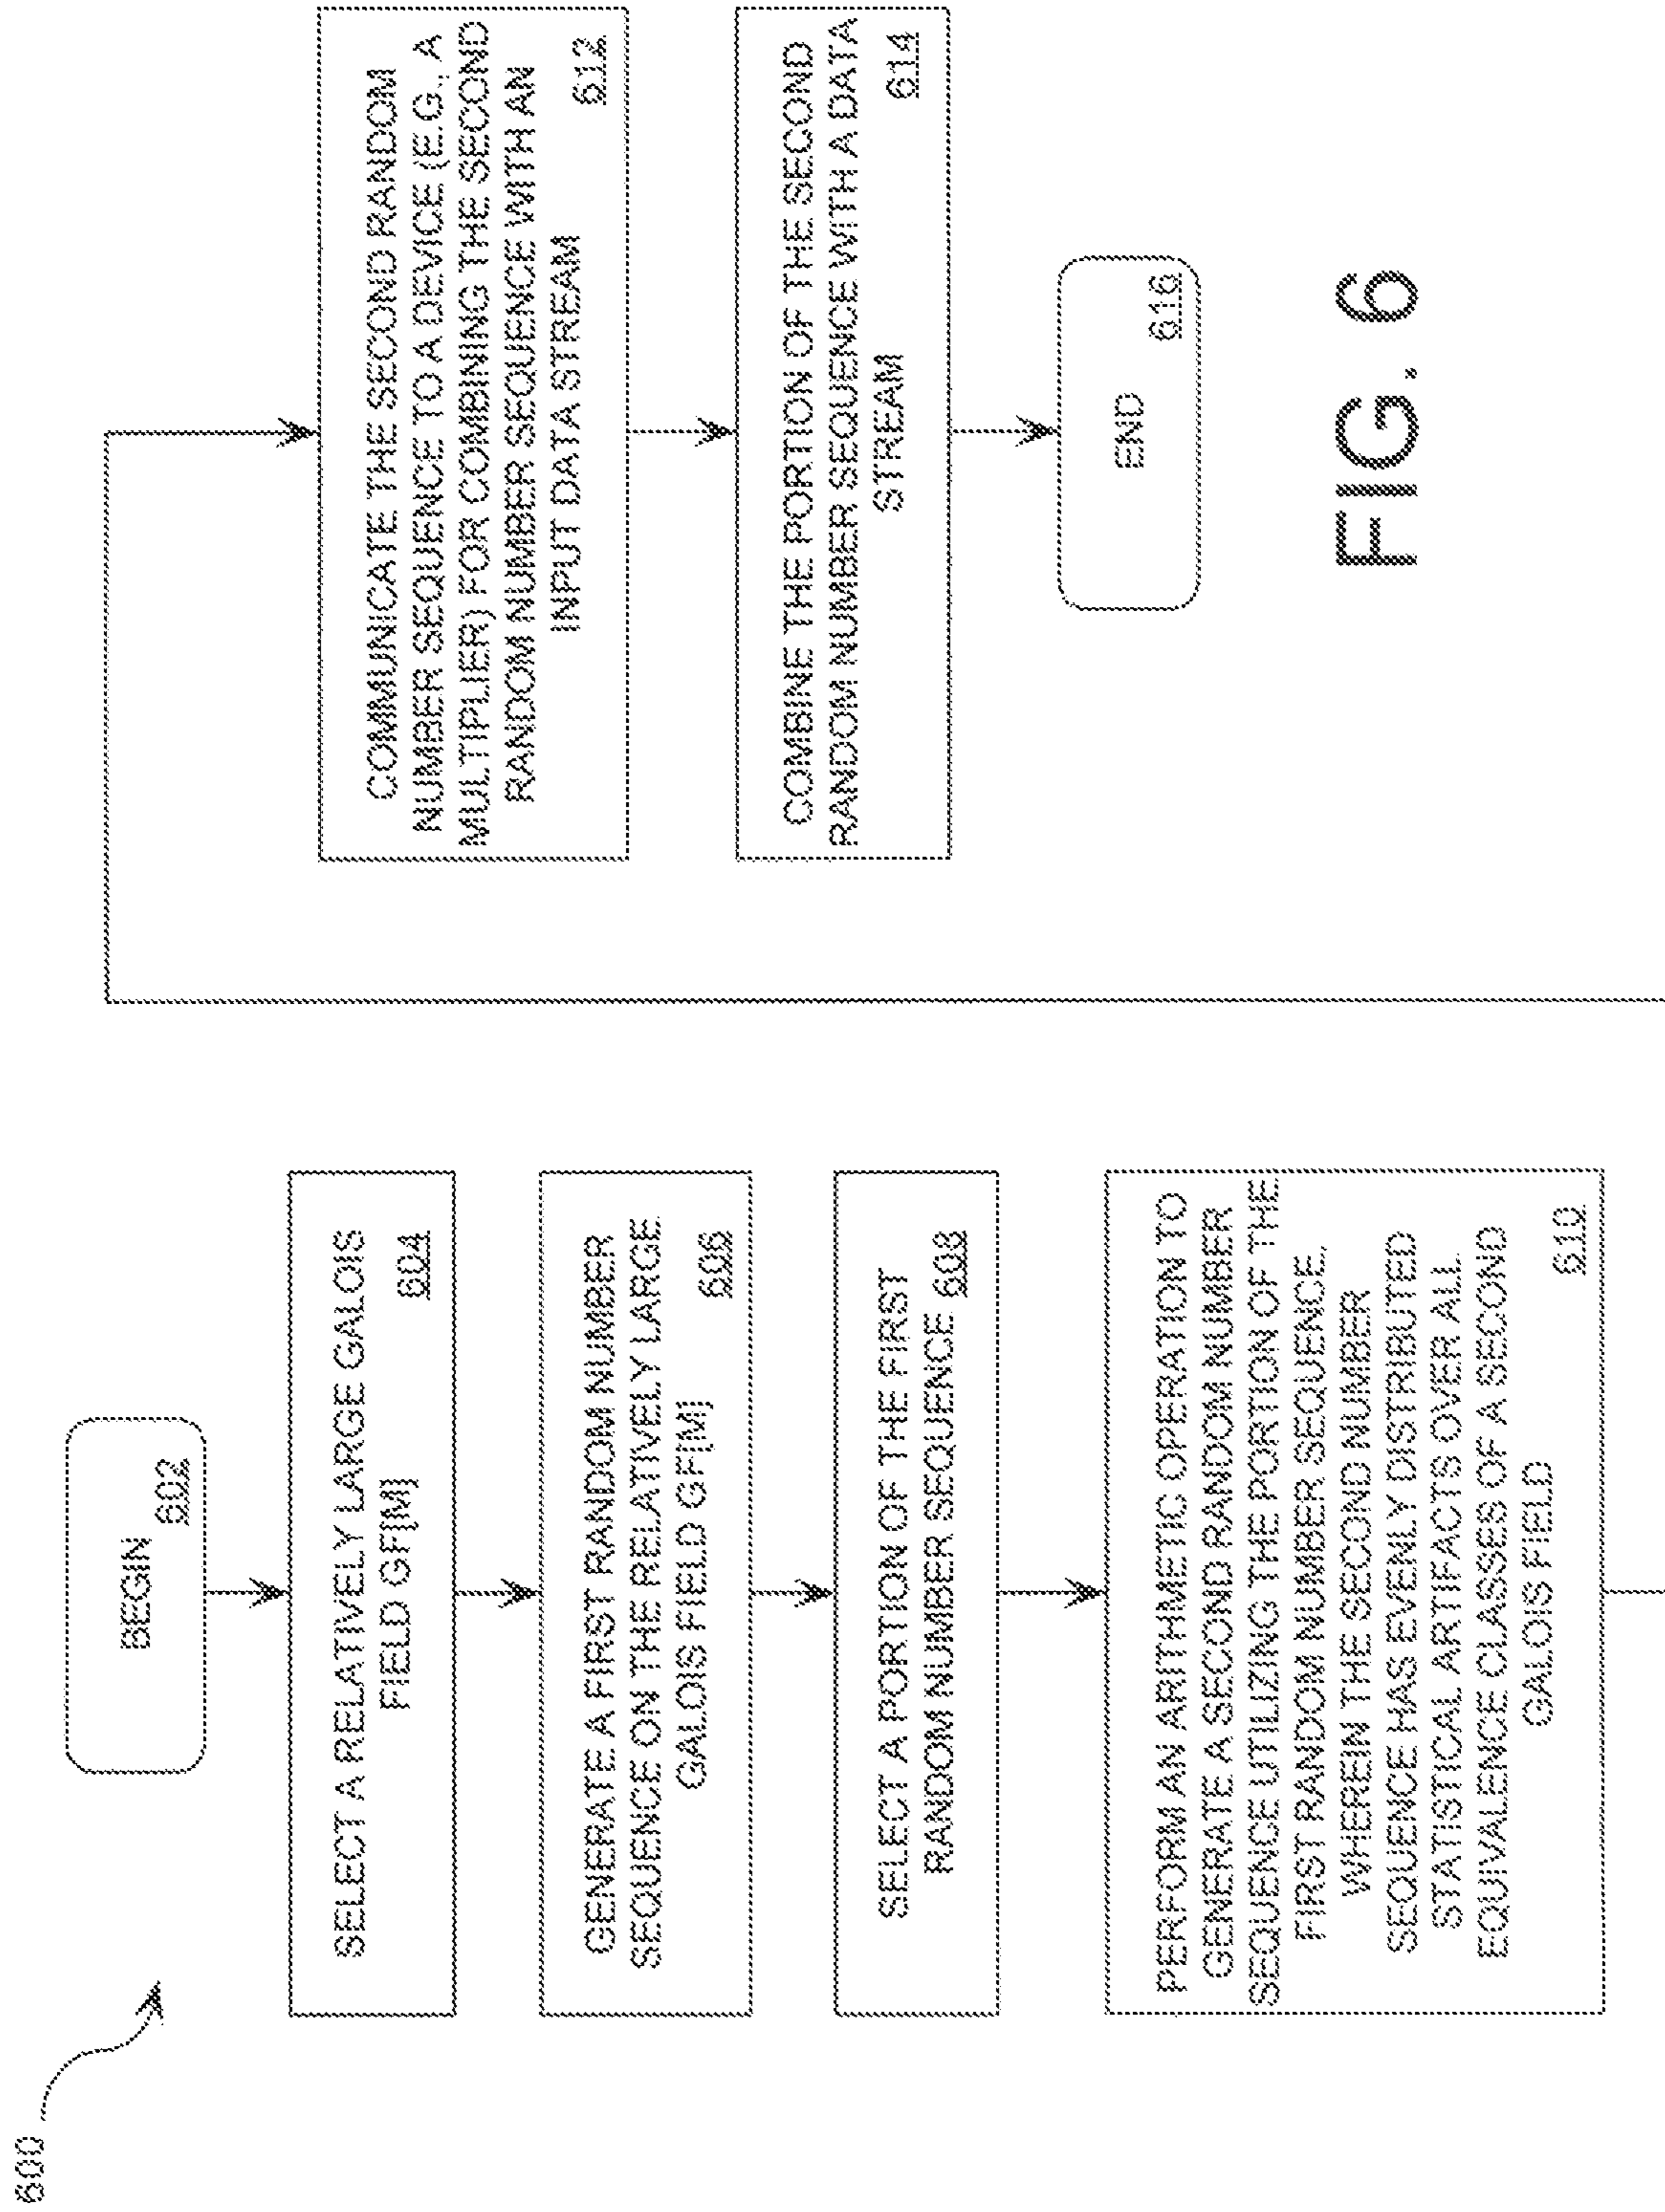 600
BEGIN
602
SELECT A RELATIVELY LARGE GALOIS
FIELD GF[M]
604
GENERATE A FIRST RANDOM NUMBER
SEQUENCE ON THE RELATIVELY LARGE
GALOIS FIELD GF[M]
606
SELECT A PORTION OF THE FIRST
RANDOM NUMBER SEQUENCE 608
PERFORM AN ARITHMETIC OPERATION TO
GENERATE A SECOND RANDOM NUMBER
SEQUENCE UTILIZING THE PORTION OF THE
FIRST RANDOM NUMBER SEQUENCE,
WHEREIN THE SECOND NUMBER
SEQUENCE HAS EVENLY DISTRIBUTED
STATISTICAL ARTIFACTS OVER ALL
EQUIVALENCE CLASSES OF A SECOND
GALOIS FIELD
610
COMMUNICATE THE SECOND RANDOM
NUMBER SEQUENCE TO A DEVICE (E.G., A
MULTIPLIER) FOR COMBINING THE SECOND
RANDOM NUMBER SEQUENCE WITH AN
INPUT DATA STREAM
612
COMBINE THE PORTION OF THE SECOND
RANDOM NUMBER SEQUENCE WITH A DATA
STREAM
614
END
616
FIG. 6